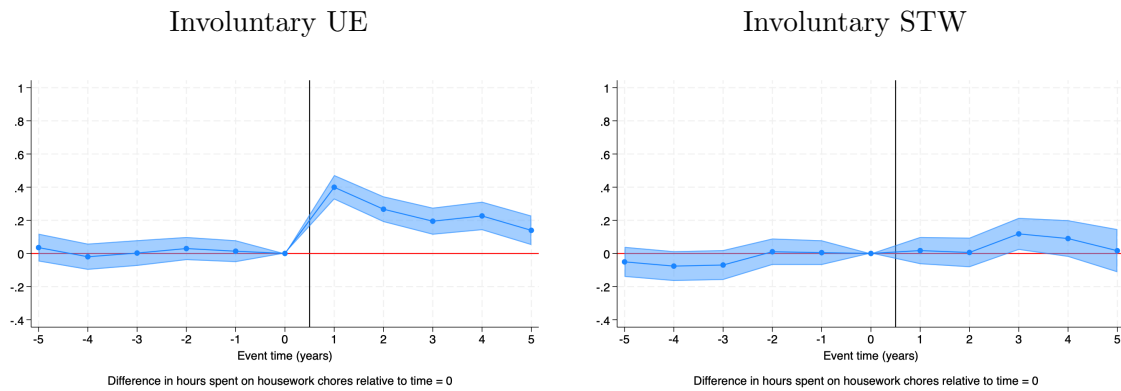 Involuntary UE
1
.8
.6
.4
.2
0
-.2
-.4
-5 -4 -3 -2 -1 0 1 2 3 4 5
Event time (years)
Difference in hours spent on housework chores relative to time = 0
Involuntary STW
1
.8
.6
.4
.2
0
-.2
-.4
-5 -4 -3 -2 -1 0 1 2 3 4 5
Event time (years)
Difference in hours spent on housework chores relative to time = 0